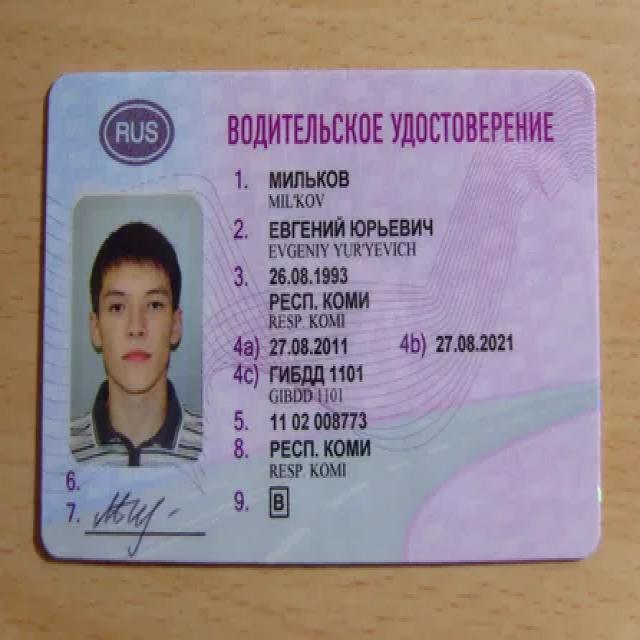 RUS
ВОДИТЕЛЬСКОЕ УДОСТОВЕРЕНИЕ
1. МИЛЬКОВ
MIL'KOV
2. ЕВГЕНИЙ ЮРЬЕВИЧ
EVGENIY YUR'YEVICH
3. 26.08.1993
РЕСП. КОМИ
RESP. KOMI
4a) 27.08.2011 4b) 27.08.2021
4c) ГИБДД 1101
GIBDD 1101
5. 11 02 008773
8. РЕСП. КОМИ
RESP. KOMI
6.
7.
9. B